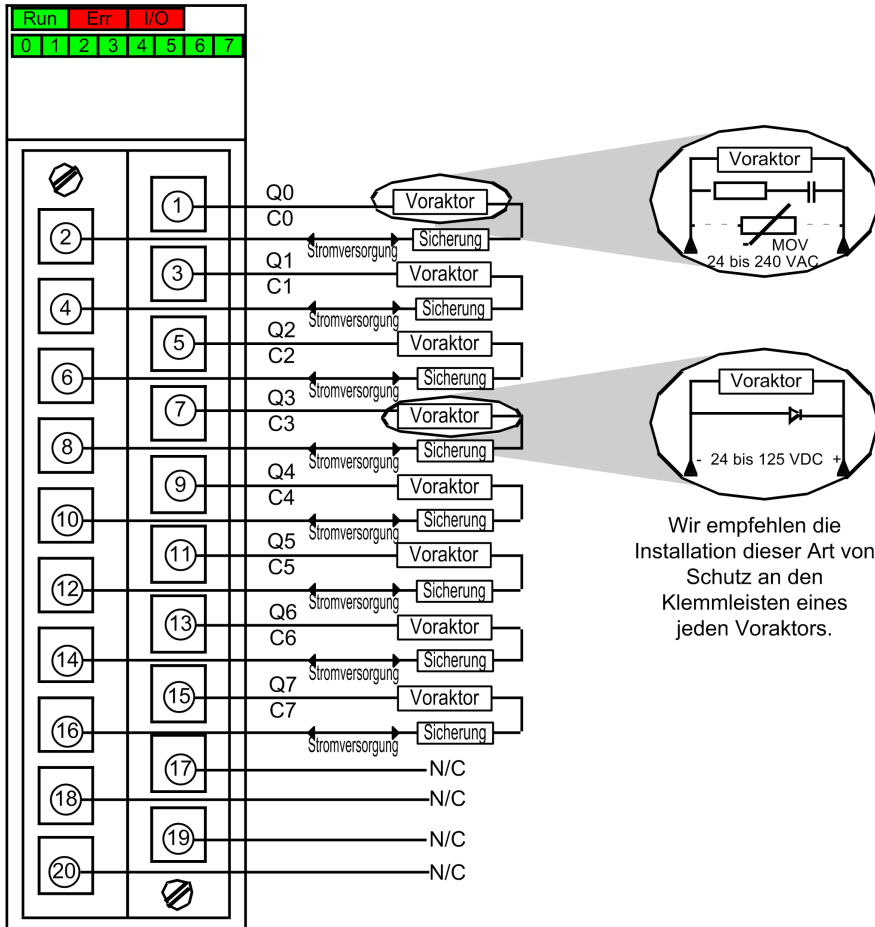 Run Err I/O
0 1 2 3 4 5 6 7
1 Q0 Voraktor
C0
2 Stromversorgung Sicherung
3 Q1 Voraktor
C1
4 Stromversorgung Sicherung
5 Q2 Voraktor
C2
6 Stromversorgung Sicherung
7 Q3 Voraktor
C3
8 Stromversorgung Sicherung
9 Q4 Voraktor
C4
10 Stromversorgung Sicherung
11 Q5 Voraktor
C5
12 Stromversorgung Sicherung
13 Q6 Voraktor
C6
14 Stromversorgung Sicherung
15 Q7 Voraktor
C7
16 Stromversorgung Sicherung
17 N/C
18 N/C
19 N/C
20 N/C
Voraktor
MOV
24 bis 240 VAC
Voraktor
- 24 bis 125 VDC +
Wir empfehlen die
Installation dieser Art von
Schutz an den
Klemmleisten eines
jeden Voraktors.